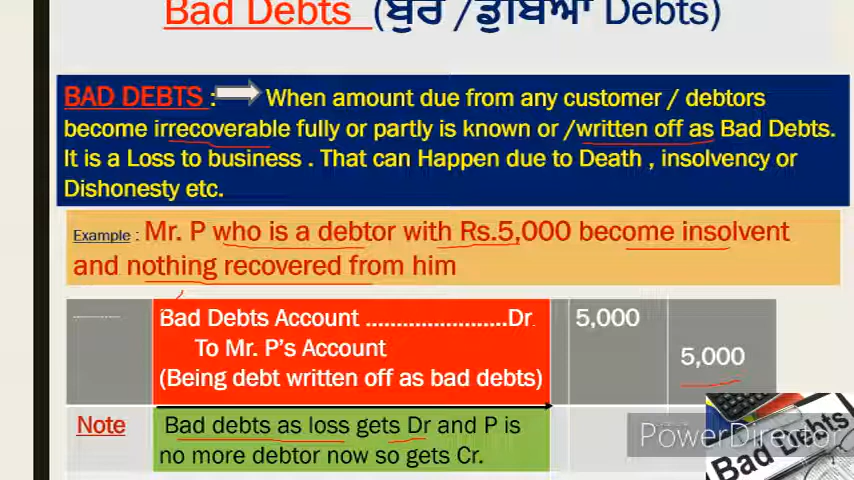 Bad Debts (ਬੁਰੇ /ਡੁੱਬਿਆ Debts)
BAD DEBTS : When amount due from any customer / debtors
become irrecoverable fully or partly is known or /written off as Bad Debts.
It is a Loss to business . That can Happen due to Death , insolvency or
Dishonesty etc.
Example : Mr. P who is a debtor with Rs.5,000 become insolvent
and nothing recovered from him
Bad Debts Account .......................Dr. 5,000
To Mr. P's Account 5,000
(Being debt written off as bad debts)
Note Bad debts as loss gets Dr and P is
no more debtor now so gets Cr.
PowerDirector
Bad Debts